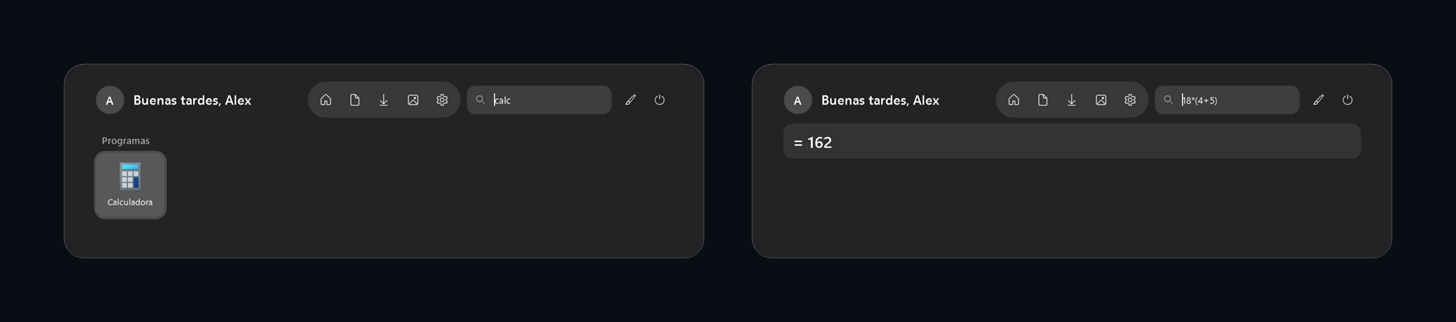 A
Buenas tardes, Alex
calc
Programas
Calculadora
A
Buenas tardes, Alex
18*(4+5)
= 162